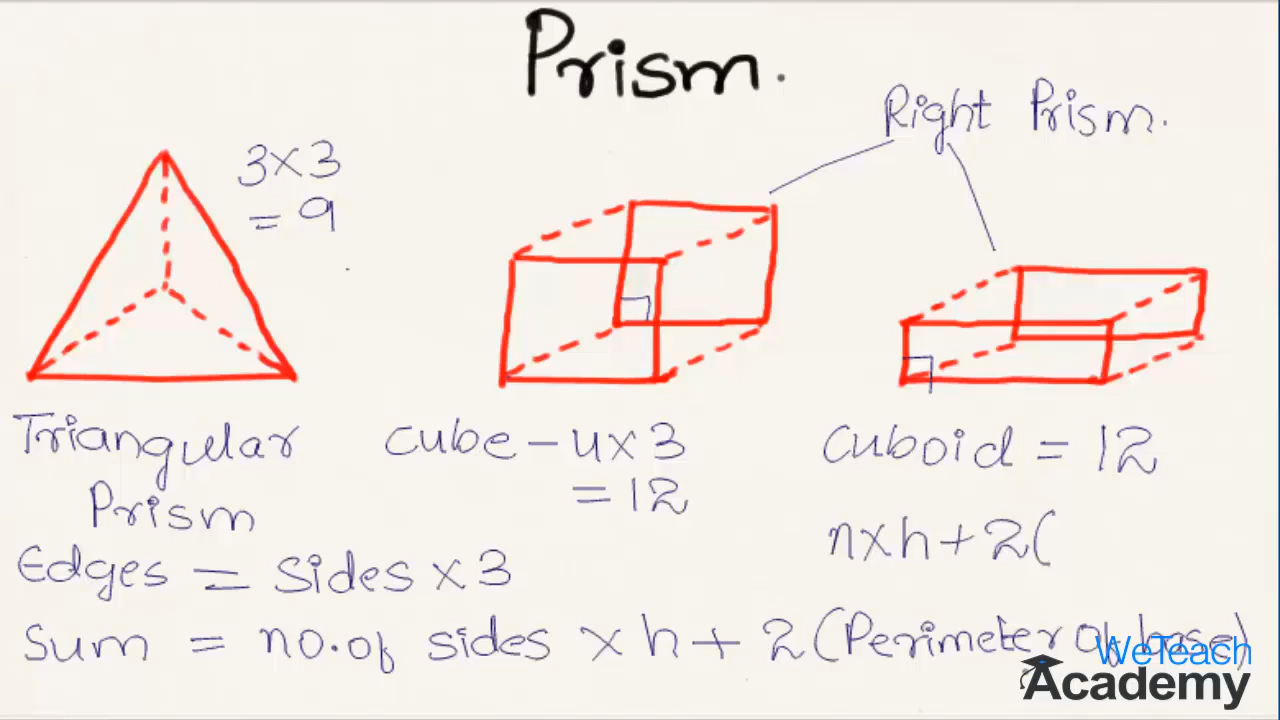 Prism.
Right Prism.
3×3
= 9
Triangular
Prism
cube - 4×3
= 12
cuboid = 12
n×h+2(
Edges = sides × 3
Sum = no. of sides × h + 2 (Perimeter of base)
WeTeach
Academy